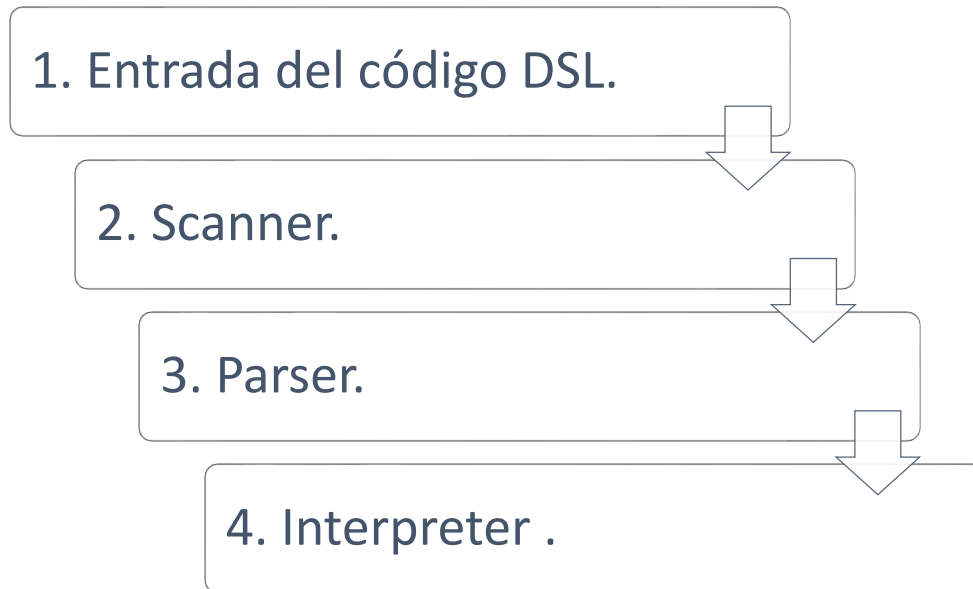 1. Entrada del código DSL.
2. Scanner.
3. Parser.
4. Interpreter .